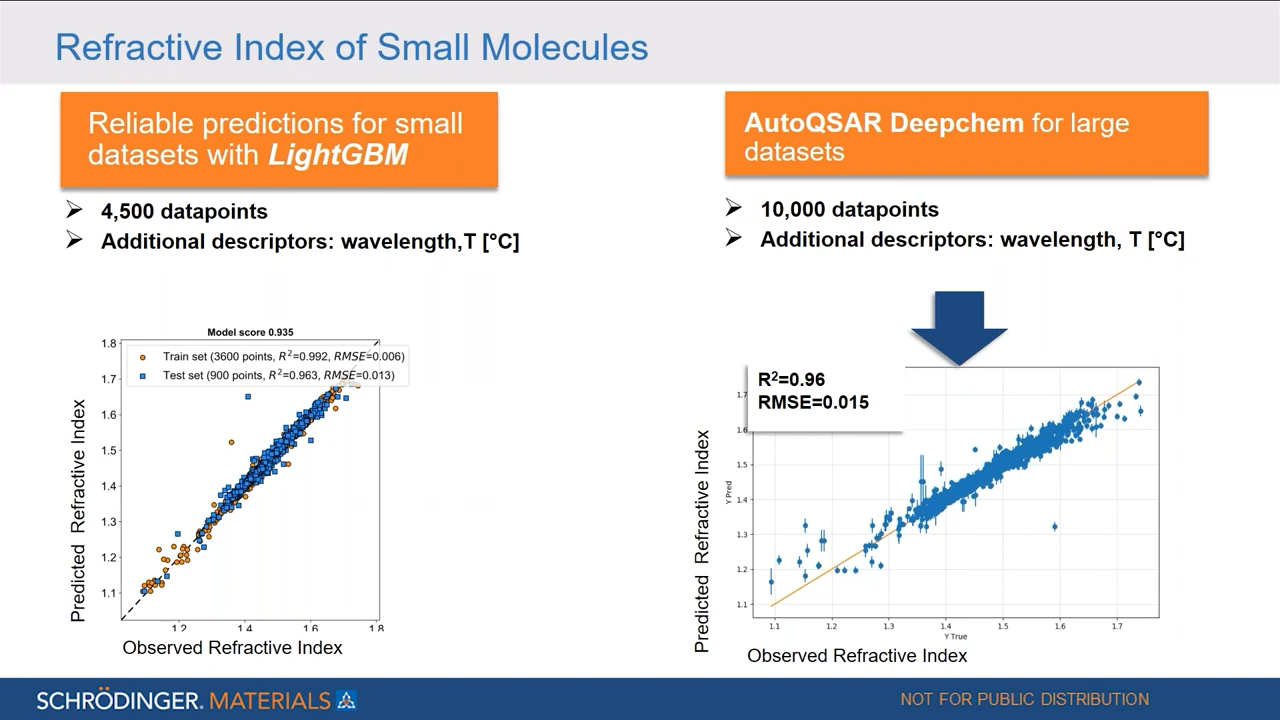 Refractive Index of Small Molecules
Reliable predictions for small
datasets with LightGBM
➢ 4,500 datapoints
➢ Additional descriptors: wavelength,T [°C]
Model score 0.935
Train set (3600 points, R²=0.992, RMSE=0.006)
Test set (900 points, R²=0.963, RMSE=0.013)
1.8
1.7
1.6
1.5
1.4
1.3
1.2
1.1
Predicted Refractive Index
1.2 1.4 1.6 1.8
Observed Refractive Index
AutoQSAR Deepchem for large
datasets
➢ 10,000 datapoints
➢ Additional descriptors: wavelength, T [°C]
R²=0.96
RMSE=0.015
1.7
1.6
1.5
1.4
1.3
1.2
1.1
Y Pred
Predicted Refractive Index
1.1 1.2 1.3 1.4 1.5 1.6 1.7
Y True
Observed Refractive Index
SCHRÖDINGER. MATERIALS
NOT FOR PUBLIC DISTRIBUTION